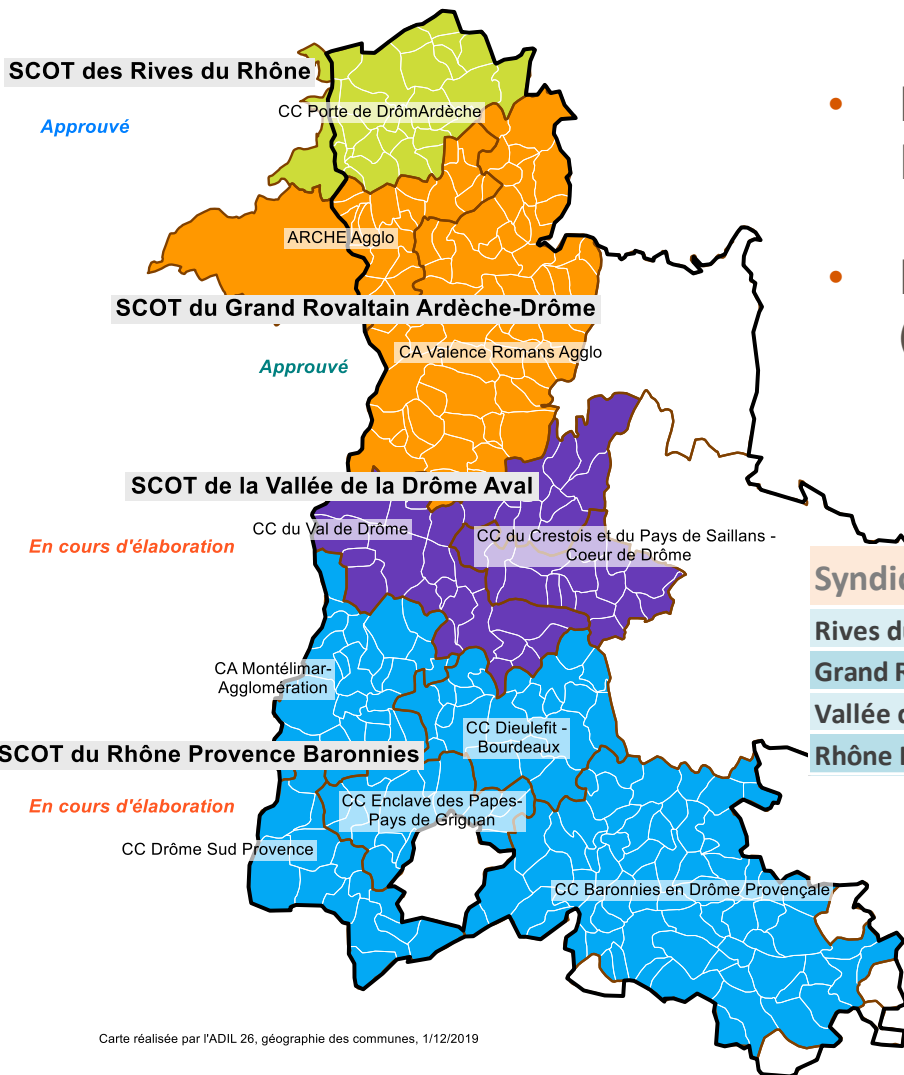 SCOT des Rives du Rhône
Approuvé
CC Porte de DrômArdèche
ARCHE Agglo
SCOT du Grand Rovaltain Ardèche-Drôme
CA Valence Romans Agglo
Approuvé
SCOT de la Vallée de la Drôme Aval
CC du Val de Drôme
CC du Crestois et du Pays de Saillans -
Coeur de Drôme
En cours d'élaboration
Rives du
Grand R
Vallée d
CA Montélimar-
Agglomération
CC Dieulefit -
Bourdeaux
SCOT du Rhône Provence Baronnies
En cours d'élaboration
CC Enclave des Papes-
Pays de Grignan
CC Drôme Sud Provence
CC Baronnies en Drôme Provençale
Carte réalisée par l'ADIL 26, géographie des communes, 1/12/2019